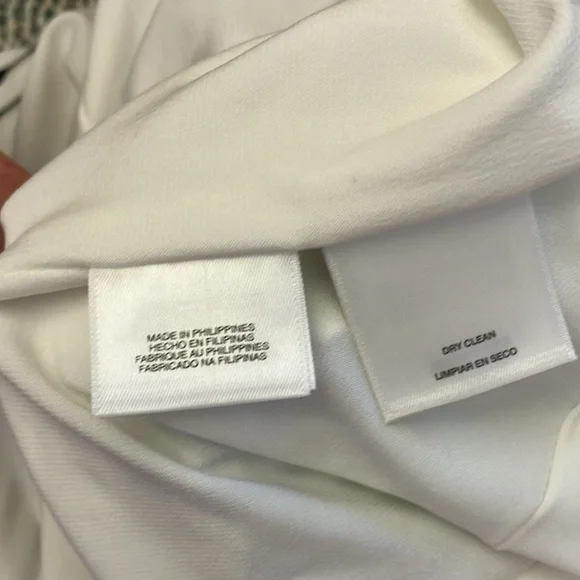 MADE IN PHILIPPINES
HECHO EN FILIPINAS
FABRIQUE AU PHILIPPINES
FABRICADO NA FILIPINAS
DRY CLEAN
LIMPIAR EN SECO